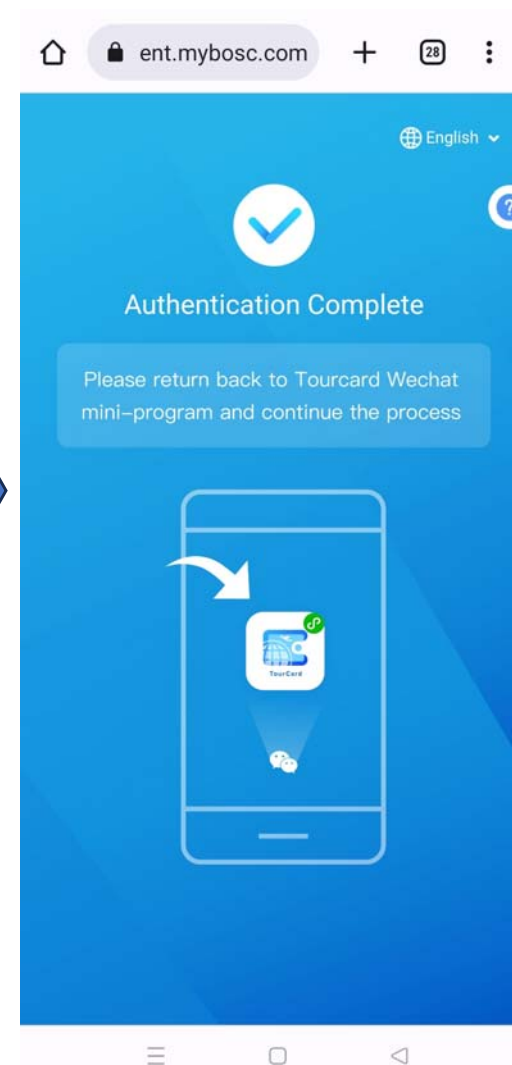 ent.mybosc.com
28
English
?
Authentication Complete
Please return back to Tourcard Wechat
mini-program and continue the process
TourCard